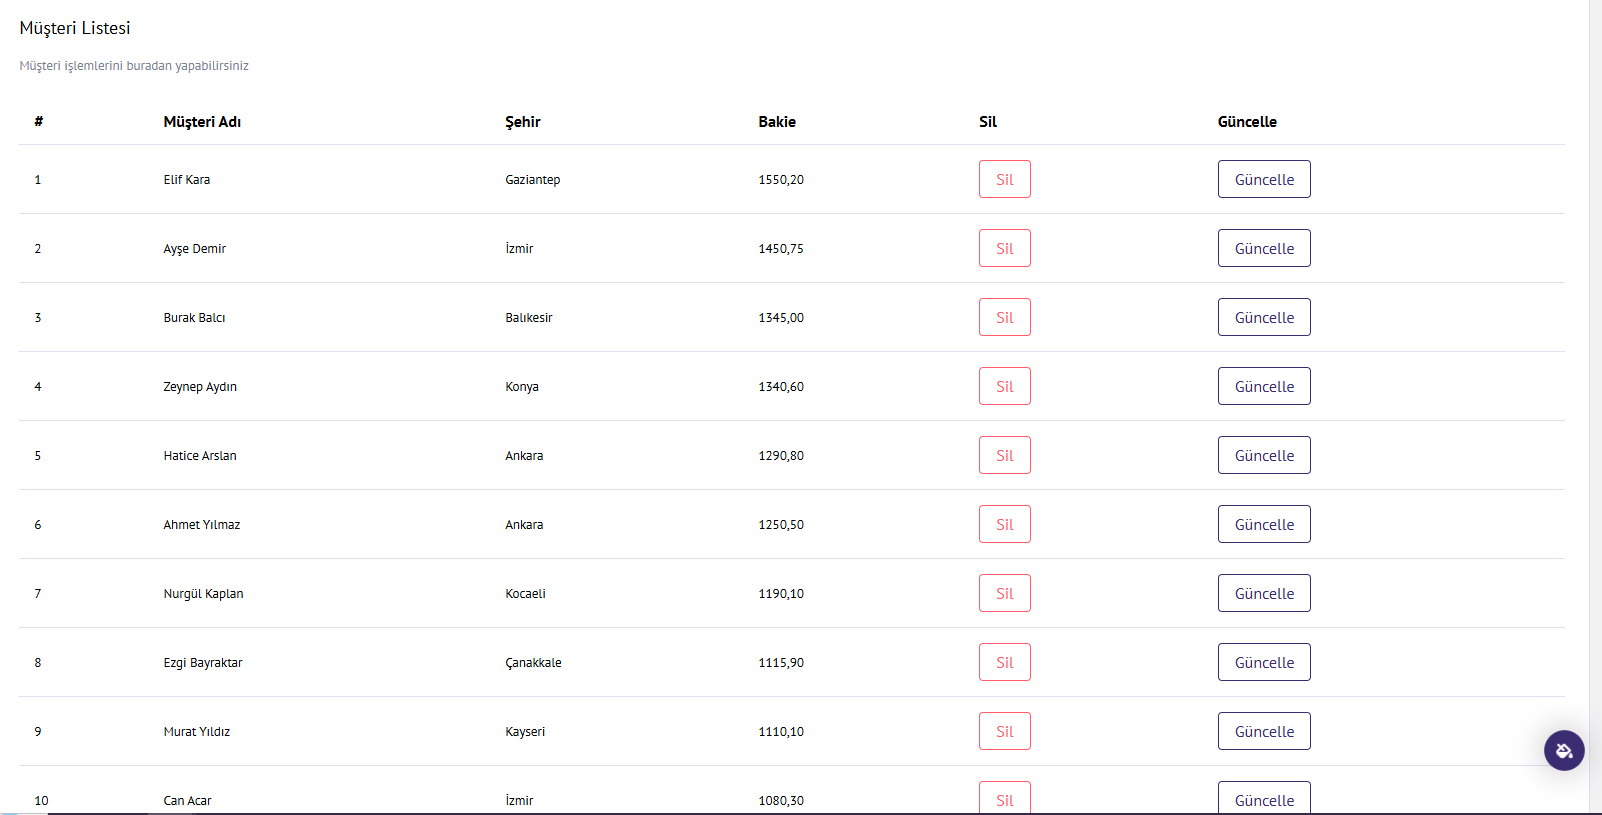 Müşteri Listesi
Müşteri işlemlerini buradan yapabilirsiniz
# Müşteri Adı Şehir Bakie Sil Güncelle
1 Elif Kara Gaziantep 1550,20 Sil Güncelle
2 Ayşe Demir İzmir 1450,75 Sil Güncelle
3 Burak Balcı Balıkesir 1345,00 Sil Güncelle
4 Zeynep Aydın Konya 1340,60 Sil Güncelle
5 Hatice Arslan Ankara 1290,80 Sil Güncelle
6 Ahmet Yılmaz Ankara 1250,50 Sil Güncelle
7 Nurgül Kaplan Kocaeli 1190,10 Sil Güncelle
8 Ezgi Bayraktar Çanakkale 1115,90 Sil Güncelle
9 Murat Yıldız Kayseri 1110,10 Sil Güncelle
10 Can Acar İzmir 1080,30 Sil Güncelle